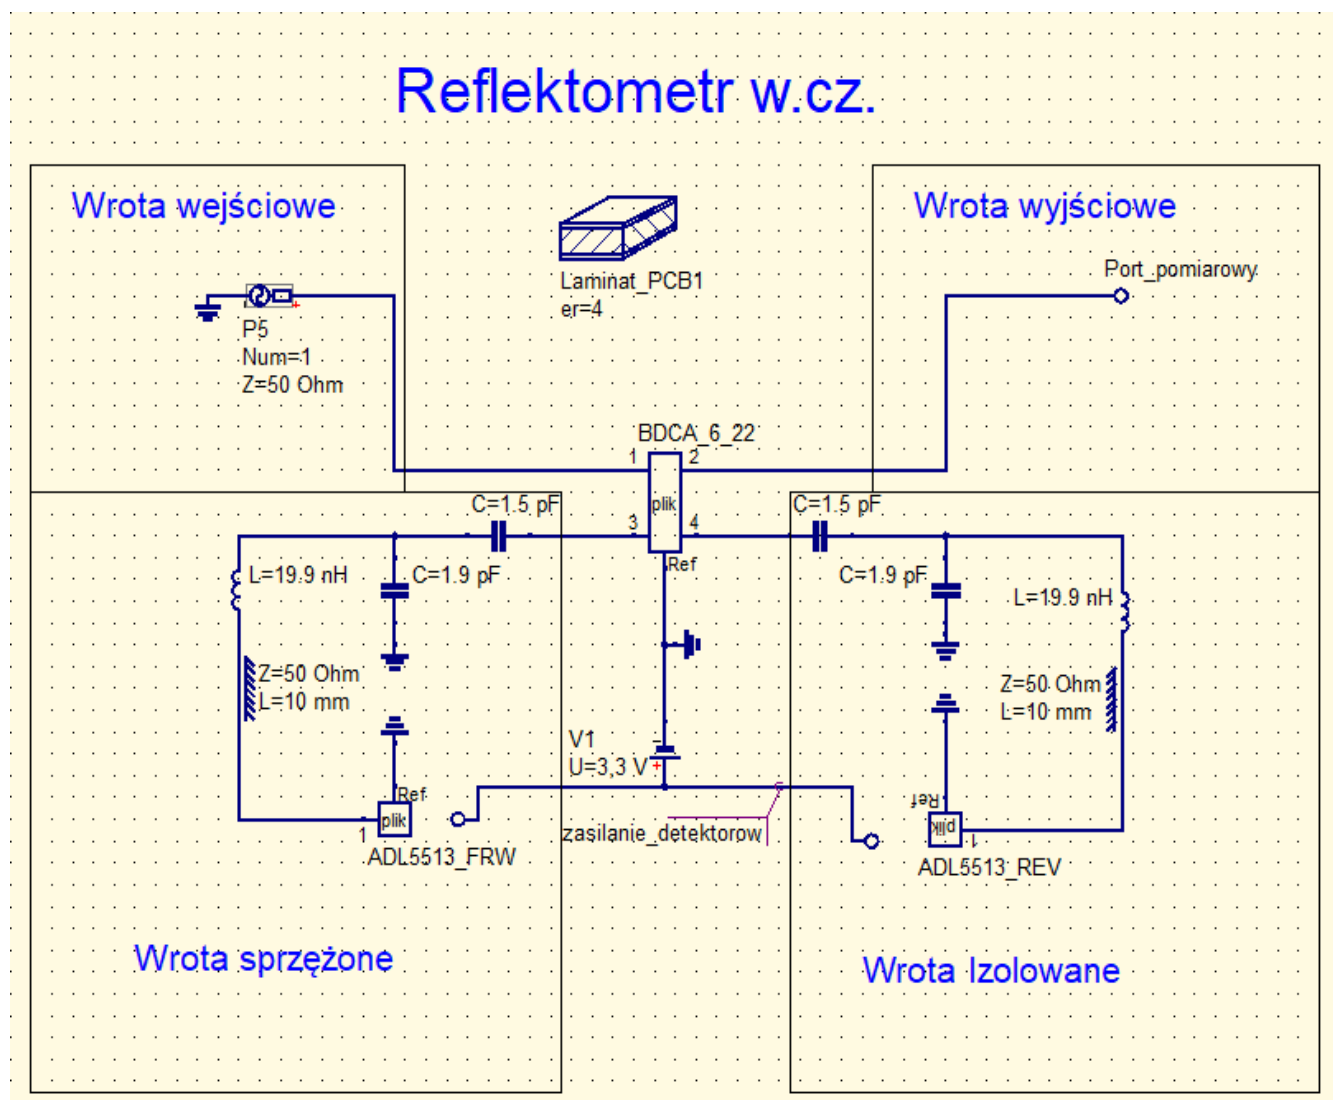 Reflektometr w.cz.
Wrota wejściowe
Wrota wyjściowe
Laminat_PCB1
er=4
Port_pomiarowy
P5
Num=1
Z=50 Ohm
BDCA_6_22
1
2
plik
3
4
Ref
C=1.5 pF
C=1.5 pF
L=19.9 nH
C=1.9 pF
C=1.9 pF
L=19.9 nH
Z=50 Ohm
L=10 mm
Z=50 Ohm
L=10 mm
V1
U=3,3 V
Ref
plik
1
ADL5513_FRW
zasilanie_detektorow
Ref
plik
1
ADL5513_REV
Wrota sprzężone
Wrota Izolowane